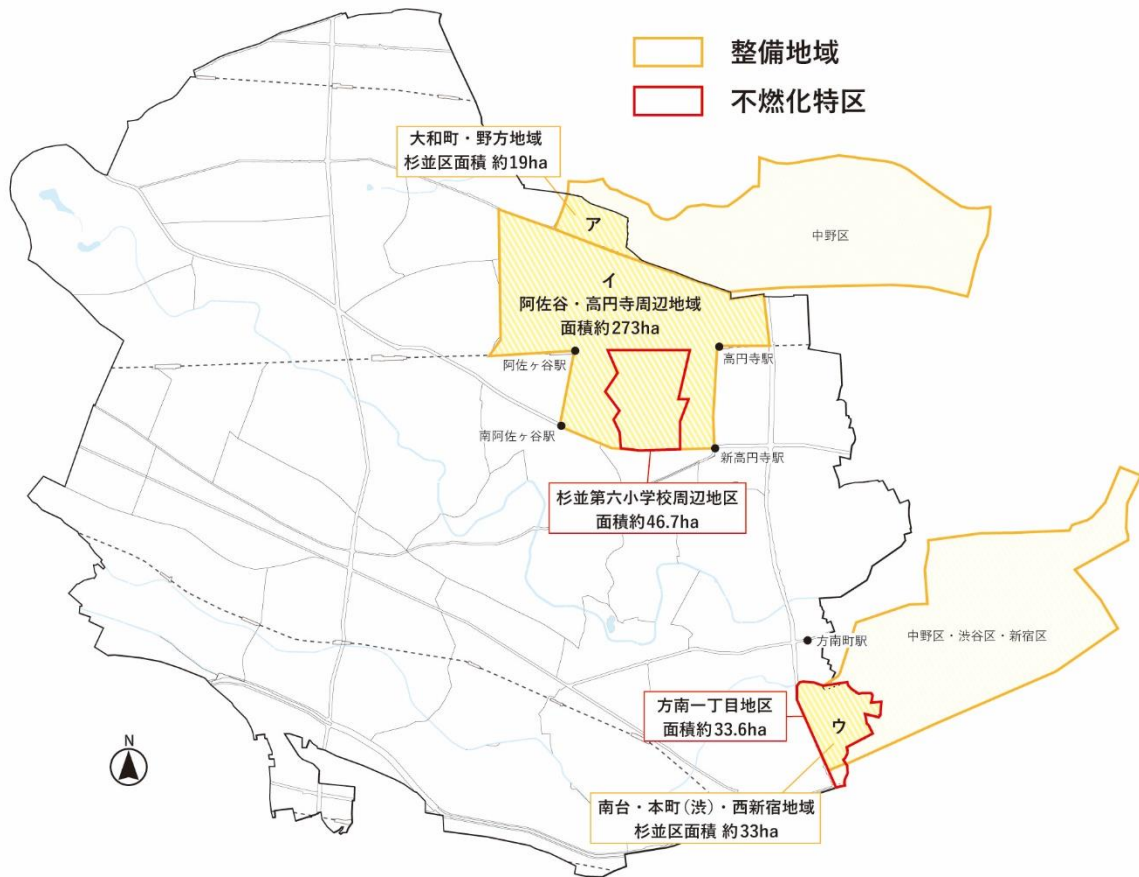 整備地域
不燃化特区
大和町・野方地域
杉並区面積 約19ha
ア
中野区
イ
阿佐谷・高円寺周辺地域
面積約273ha
阿佐ヶ谷駅
高円寺駅
南阿佐ヶ谷駅
新高円寺駅
杉並第六小学校周辺地区
面積約46.7ha
方南町駅
中野区・渋谷区・新宿区
方南一丁目地区
面積約33.6ha
ウ
N
南台・本町(渋)・西新宿地域
杉並区面積 約33ha